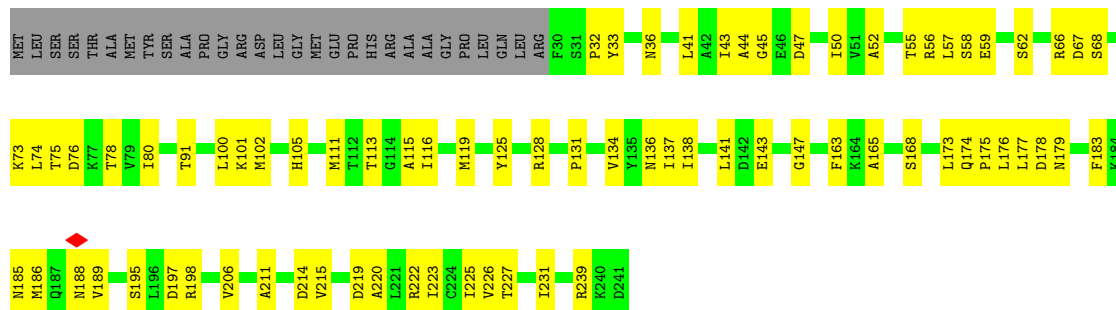 MET LEU SER SER THR ALA MET TYR SER ALA PRO GLY ARG ASP LEU GLY MET GLU PRO HIS ARG ALA ALA GLY PRO LEU GLN LEU ARG F30 S31 P32 Y33 N36 L41 A42 I43 A44 G45 E46 D47 I50 V51 A52 T55 R56 L57 S58 E59 S62 R66 D67 S68
K73 L74 T75 D76 K77 T78 V79 I80 T91 L100 K101 M102 H105 M111 T112 T113 G114 A115 I116 M119 Y125 R128 P131 V134 Y135 N136 I137 I138 L141 D142 E143 G147 F163 K164 A165 S168 L173 Q174 P175 L176 L177 D178 N179 F183 K184
N185 M186 Q187 N188 V189 S195 L196 D197 R198 V206 A211 D214 V215 D219 A220 L221 R222 I223 C224 I225 V226 T227 I231 R239 K240 D241